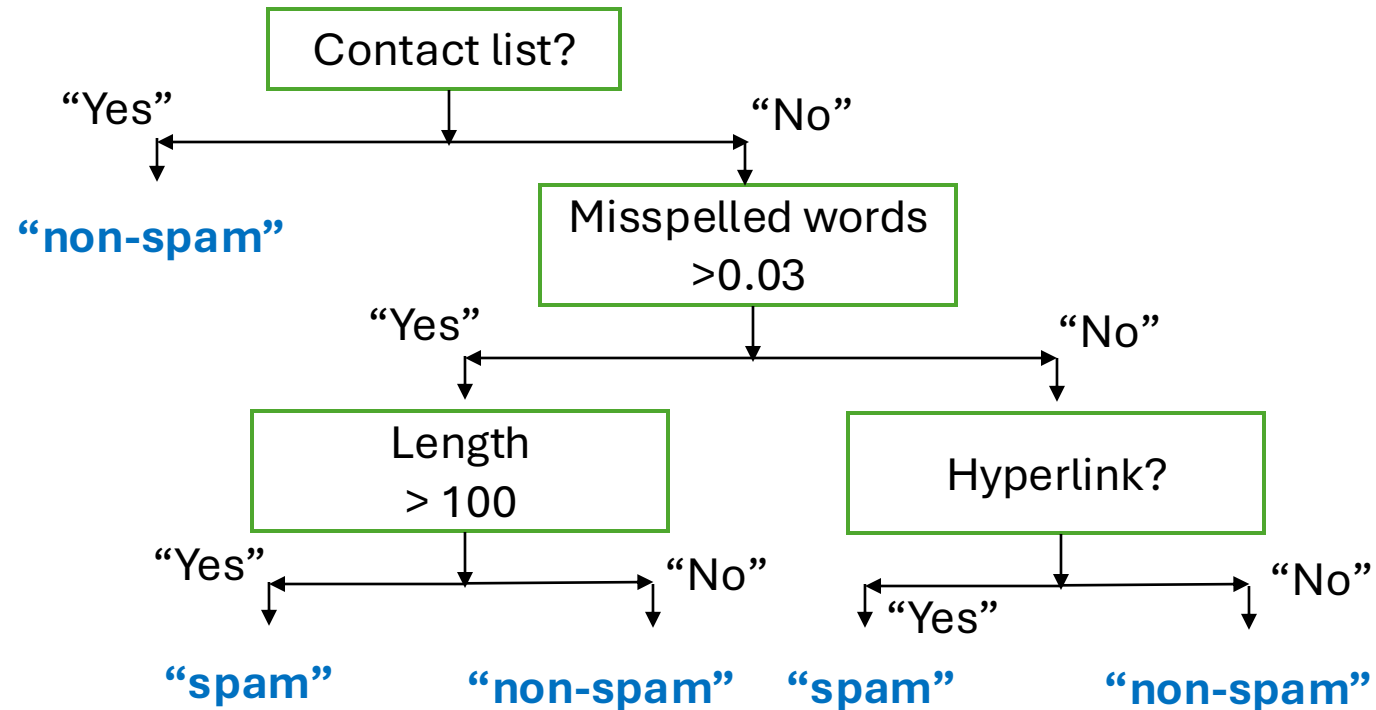 Contact list?
“Yes”
“No”
“non-spam”
Misspelled words
>0.03
“Yes”
“No”
Length
> 100
Hyperlink?
“Yes”
“No”
“Yes”
“No”
“spam”
“non-spam”
“spam”
“non-spam”